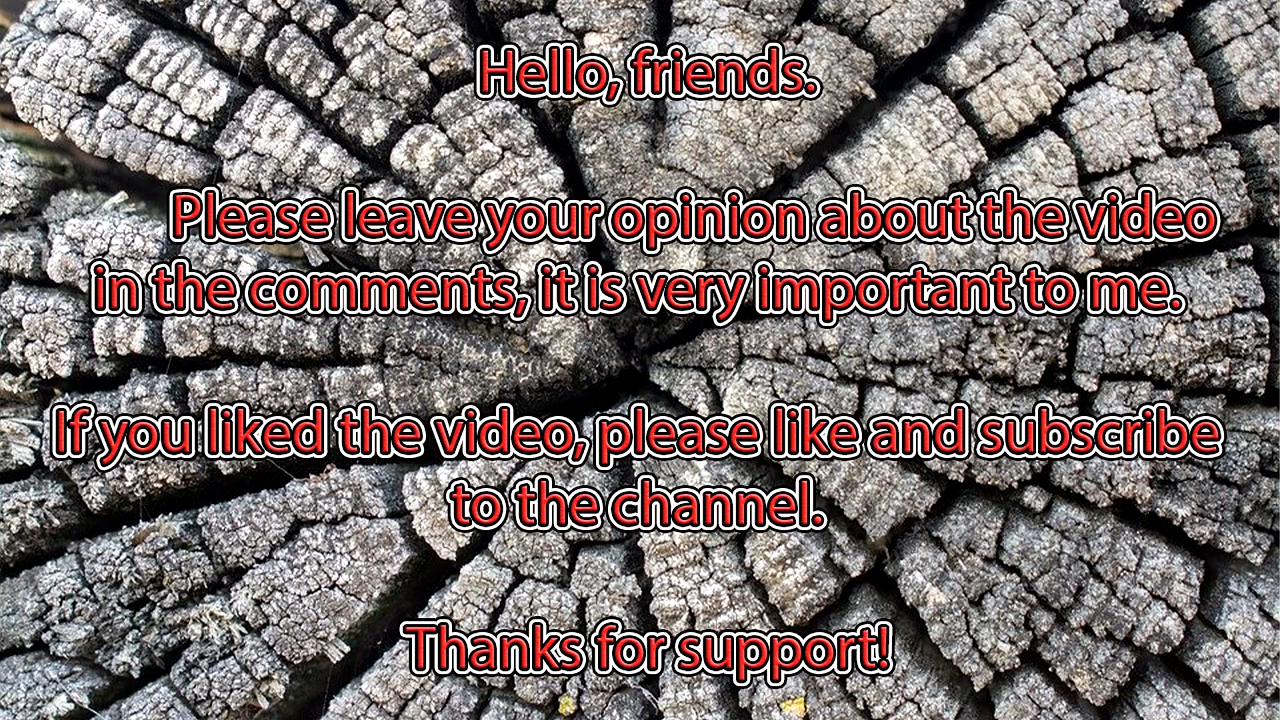 Hello, friends.
Please leave your opinion about the video
in the comments, it is very important to me.
If you liked the video, please like and subscribe
to the channel.
Thanks for support!